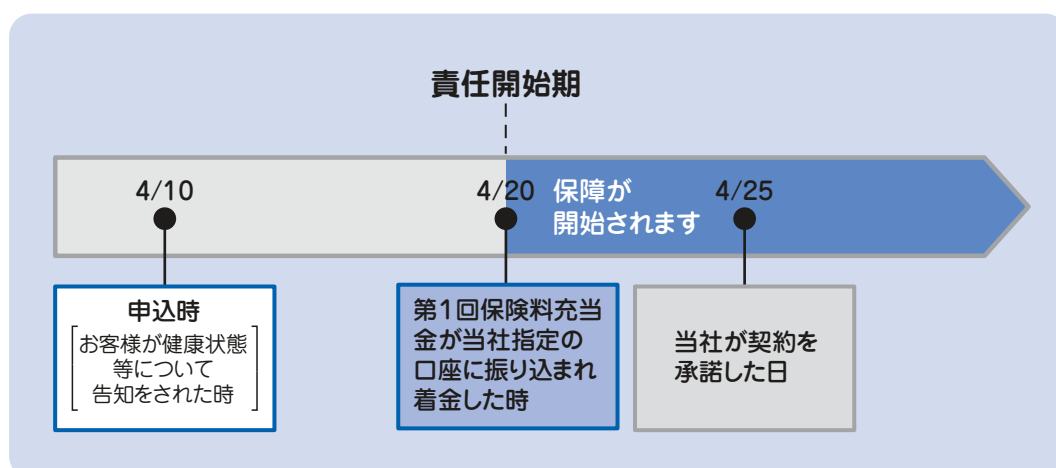 責任開始期
4/10
4/20
保障が
開始されます
4/25
申込時
お客様が健康状態
等について
告知をされた時
第1回保険料充当
金が当社指定の
口座に振り込まれ
着金した時
当社が契約を
承諾した日